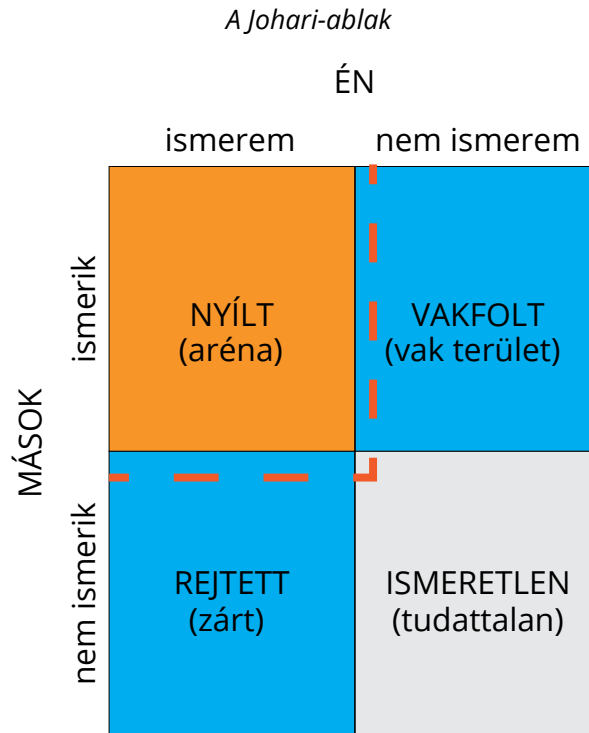 A Johari-ablak
ÉN
ismerem
nem ismerem
MÁSOK
ismerik
NYÍLT
(aréna)
VAKFOLT
(vak terület)
nem ismerik
REJTETT
(zárt)
ISMERETLEN
(tudattalan)